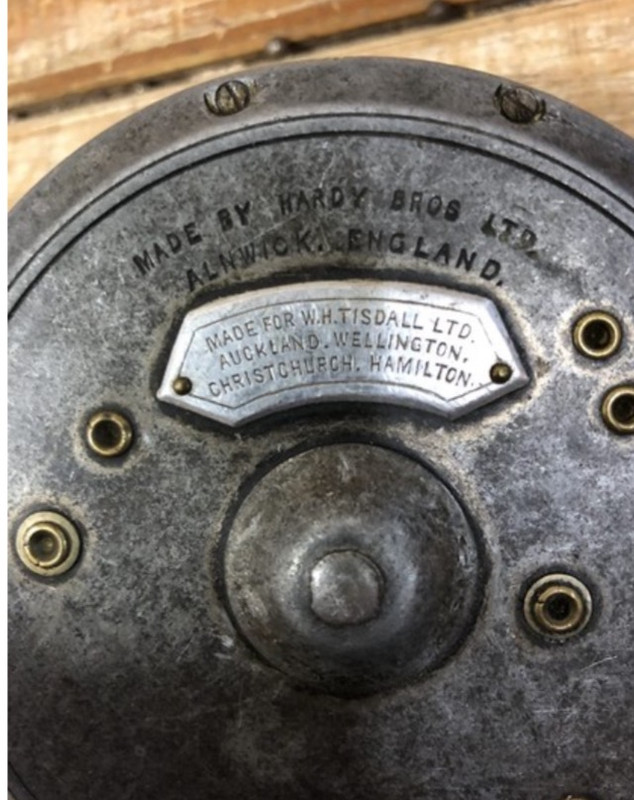 MADE BY HARDY BROS LTD.
ALNWICK. ENGLAND.
MADE FOR W.H.TISDALL LTD.
AUCKLAND. WELLINGTON.
CHRISTCHURCH. HAMILTON.